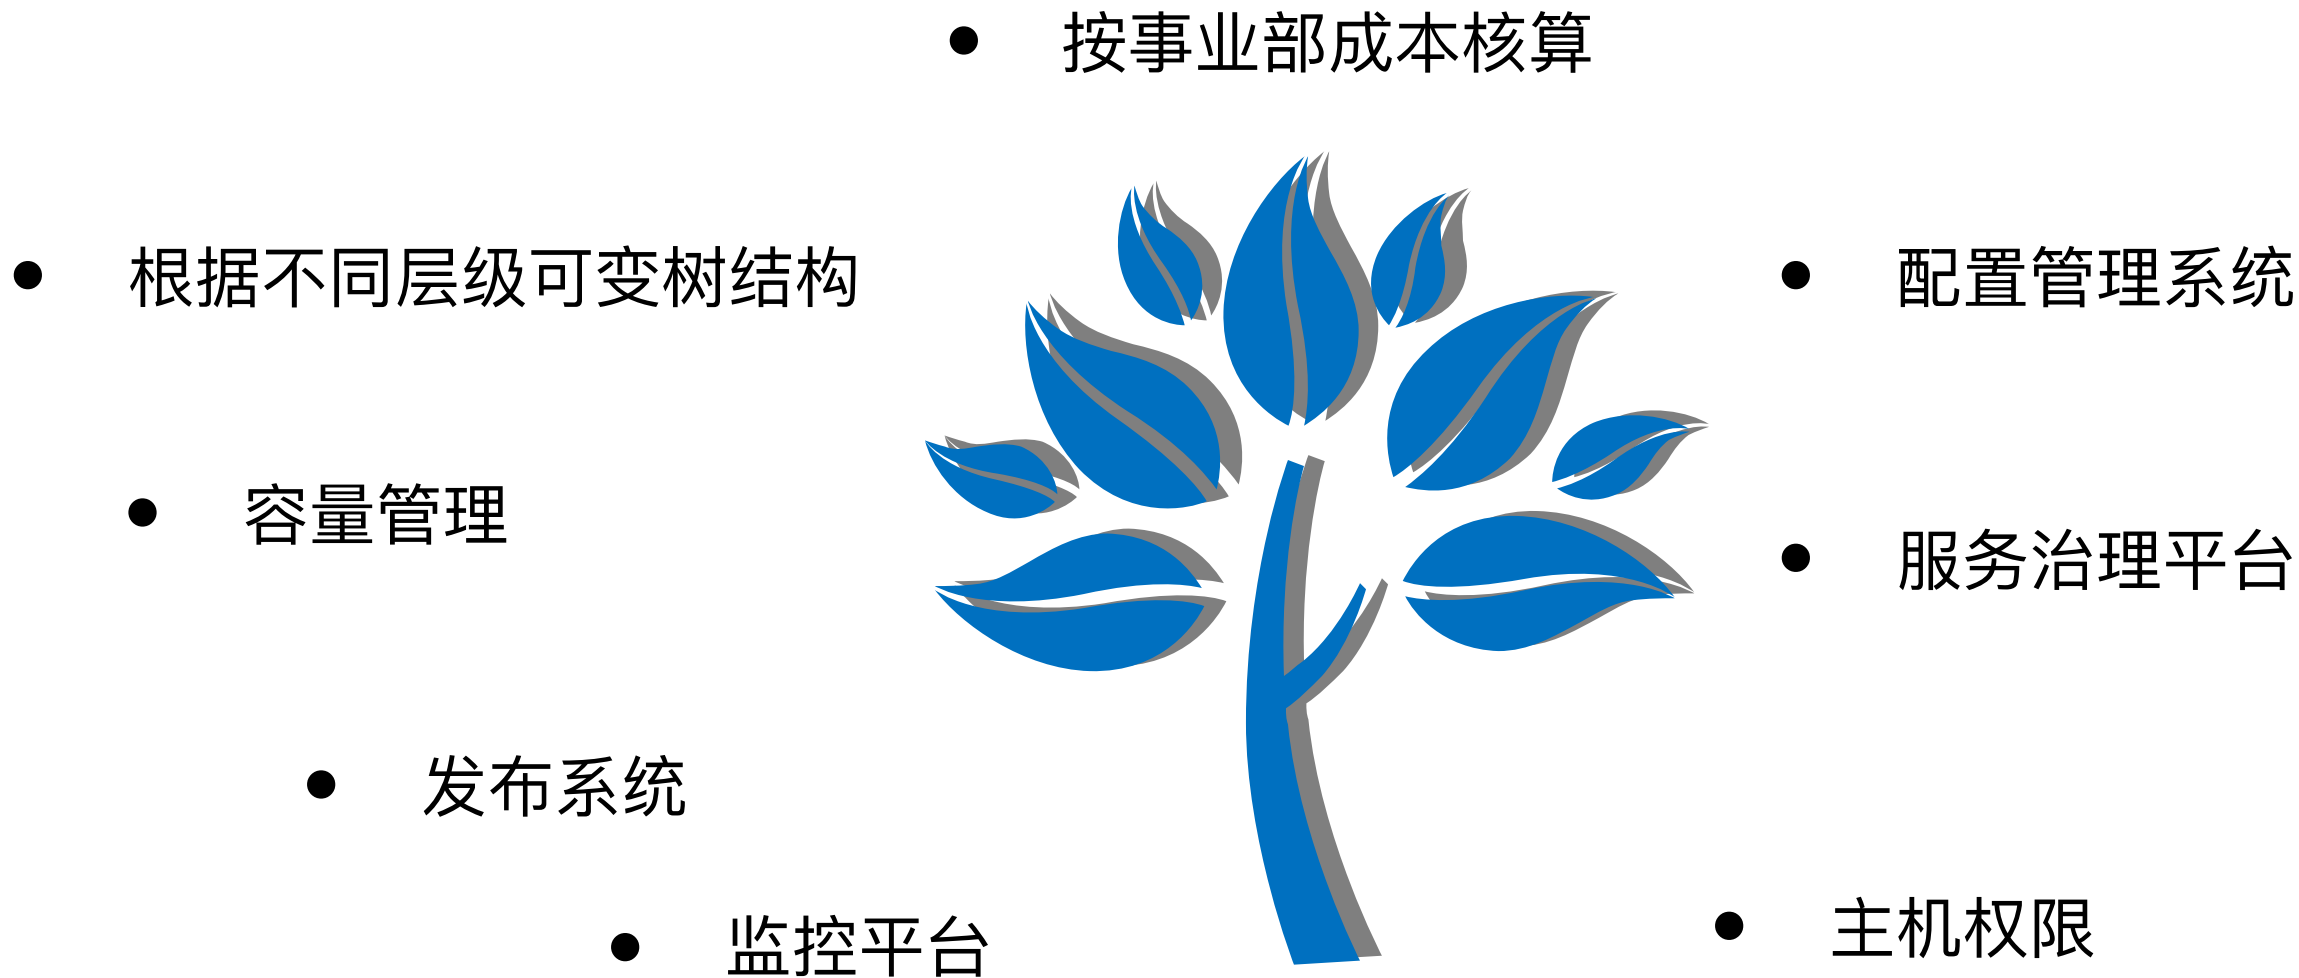 按事业部成本核算
根据不同层级可变树结构
配置管理系统
容量管理
服务治理平台
发布系统
主机权限
监控平台